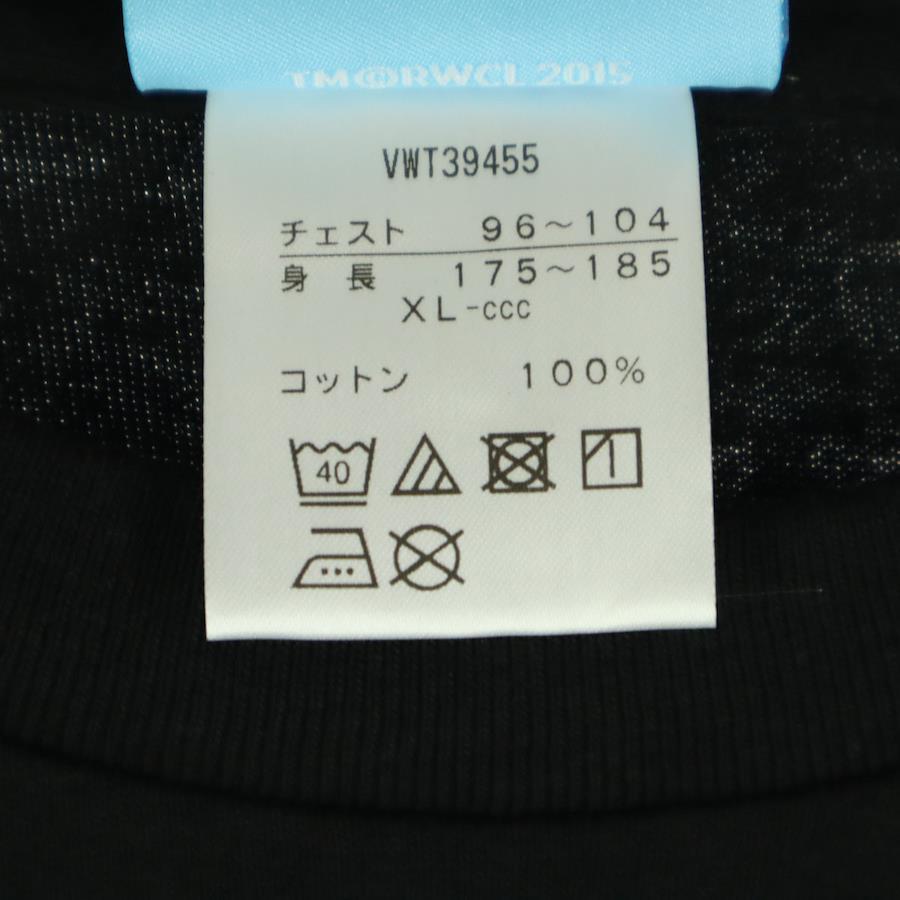 TM©RWCL 2015
VWT39455
チェスト 96～104
身長 175～185
XL-ccc
コットン 100%
40